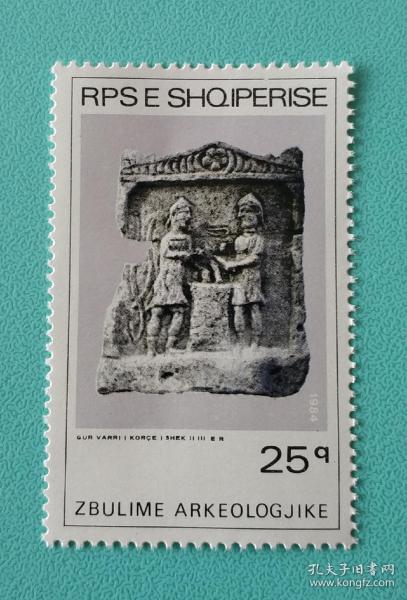 RPS E SHQIPERISE
1984
GUR VARRI ( KORÇE ) SHEK II III E R
25q
ZBULIME ARKEOLOGJIKE
孔夫子旧书网
www.kongfz.com